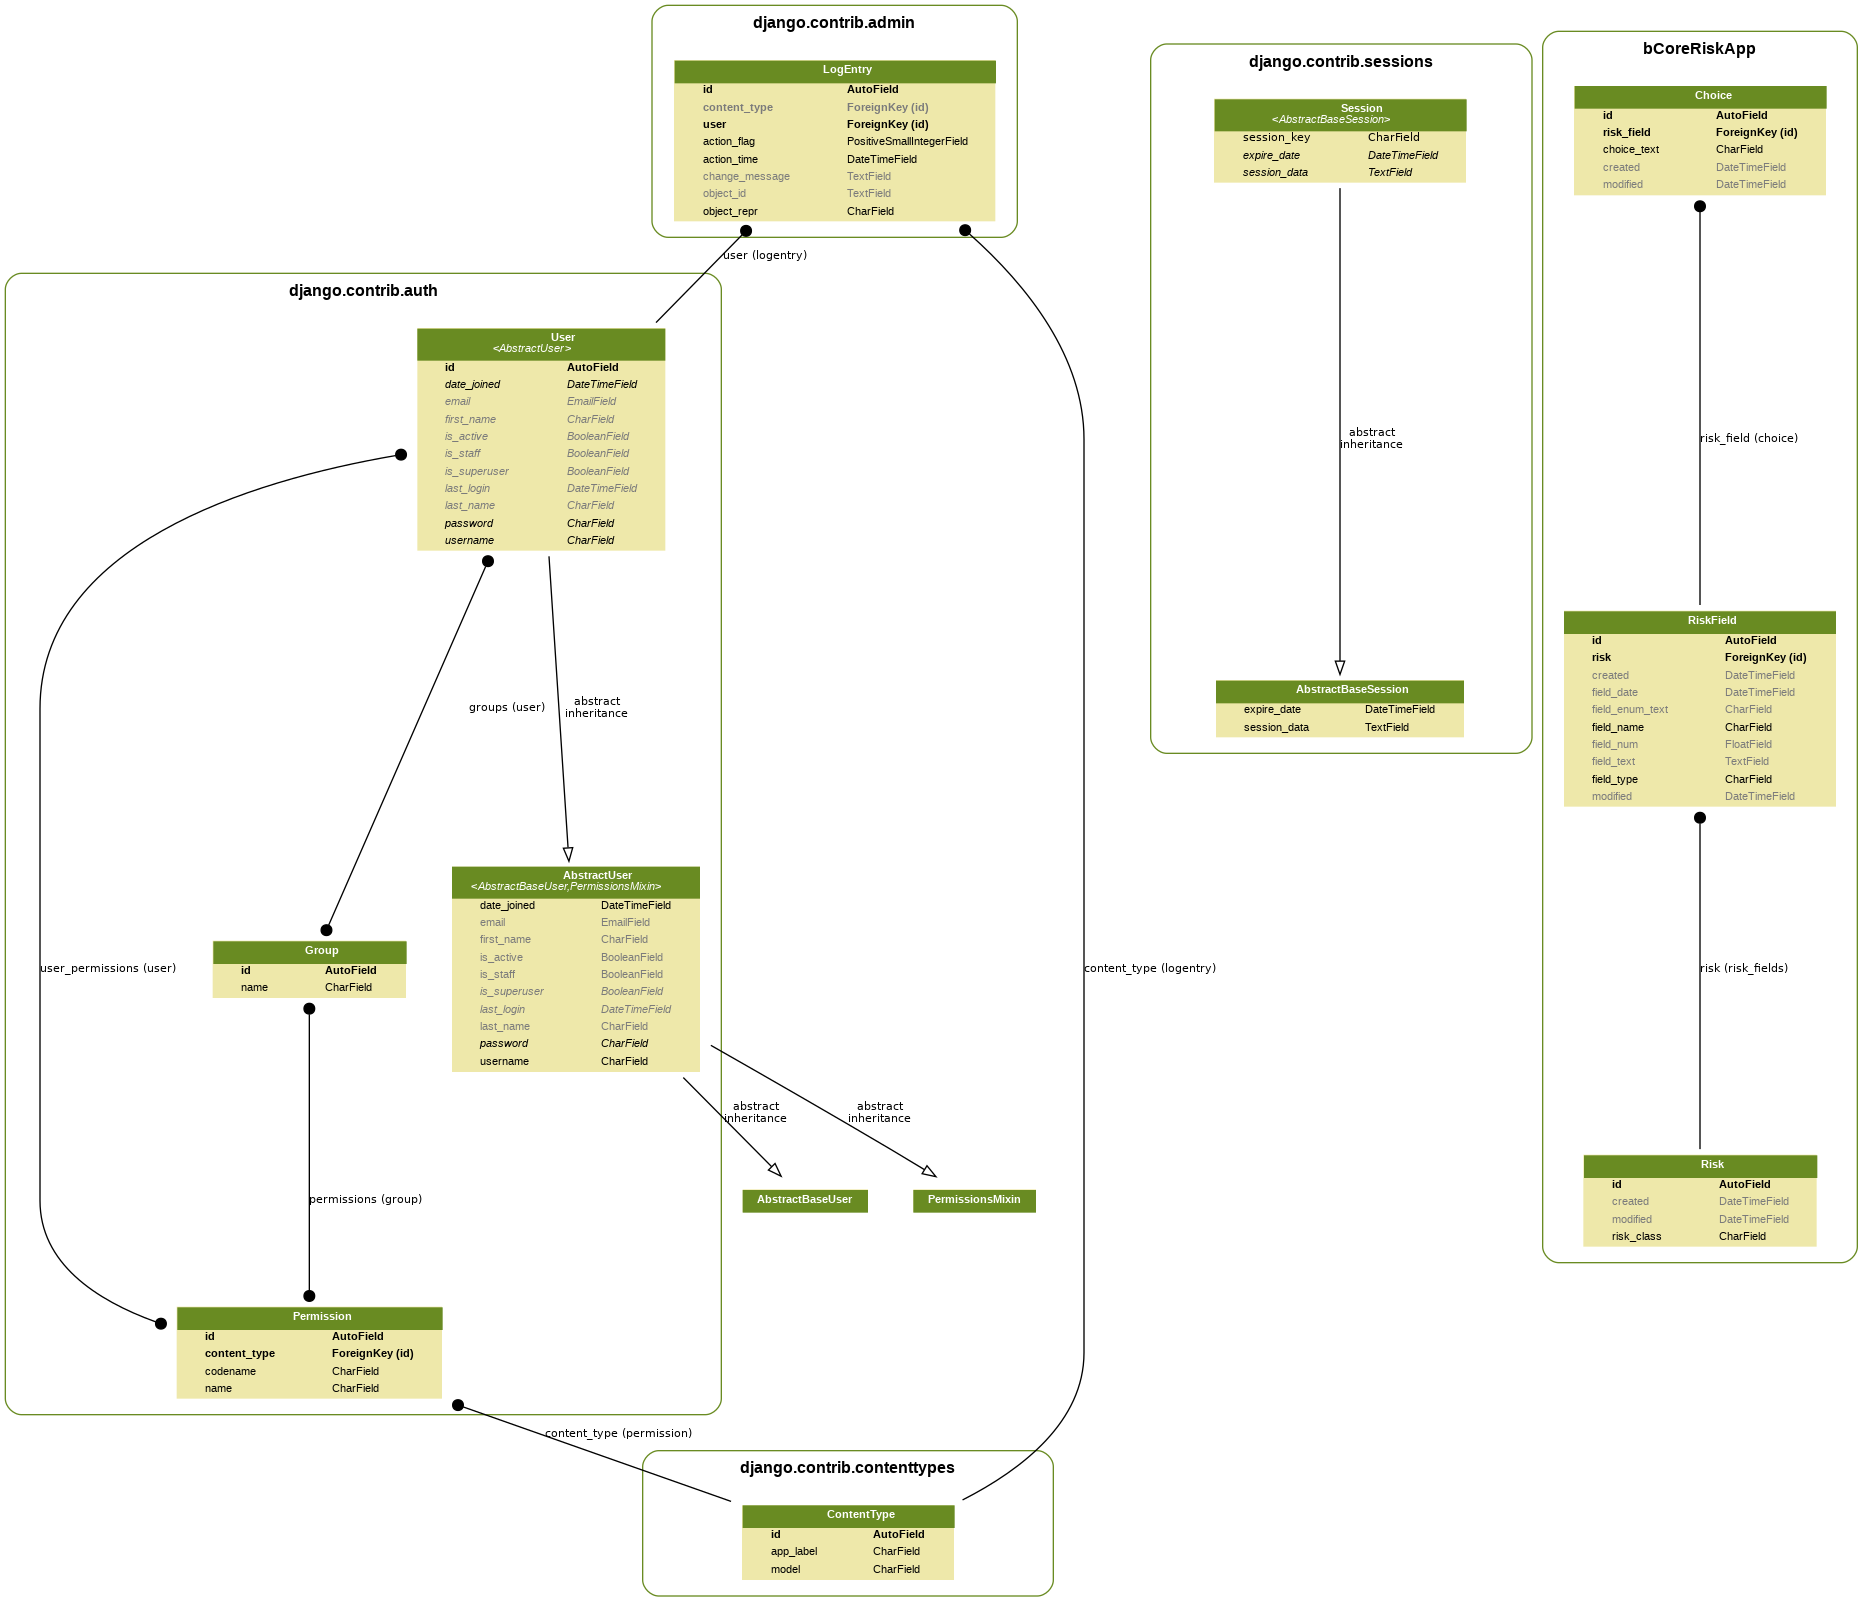 django.contrib.admin
LogEntry
id AutoField
content_type ForeignKey (id)
user ForeignKey (id)
action_flag PositiveSmallIntegerField
action_time DateTimeField
change_message TextField
object_id TextField
object_repr CharField
user (logentry)
django.contrib.auth
User
<AbstractUser>
id AutoField
date_joined DateTimeField
email EmailField
first_name CharField
is_active BooleanField
is_staff BooleanField
is_superuser BooleanField
last_login DateTimeField
last_name CharField
password CharField
username CharField
groups (user)
abstract
inheritance
AbstractUser
<AbstractBaseUser,PermissionsMixin>
date_joined DateTimeField
email EmailField
first_name CharField
is_active BooleanField
is_staff BooleanField
is_superuser BooleanField
last_login DateTimeField
last_name CharField
password CharField
username CharField
user_permissions (user)
Group
id AutoField
name CharField
abstract
inheritance
abstract
inheritance
AbstractBaseUser
PermissionsMixin
permissions (group)
Permission
id AutoField
content_type ForeignKey (id)
codename CharField
name CharField
content_type (permission)
content_type (logentry)
django.contrib.contenttypes
ContentType
id AutoField
app_label CharField
model CharField
django.contrib.sessions
Session
<AbstractBaseSession>
session_key CharField
expire_date DateTimeField
session_data TextField
abstract
inheritance
AbstractBaseSession
expire_date DateTimeField
session_data TextField
bCoreRiskApp
Choice
id AutoField
risk_field ForeignKey (id)
choice_text CharField
created DateTimeField
modified DateTimeField
risk_field (choice)
RiskField
id AutoField
risk ForeignKey (id)
created DateTimeField
field_date DateTimeField
field_enum_text CharField
field_name CharField
field_num FloatField
field_text TextField
field_type CharField
modified DateTimeField
risk (risk_fields)
Risk
id AutoField
created DateTimeField
modified DateTimeField
risk_class CharField